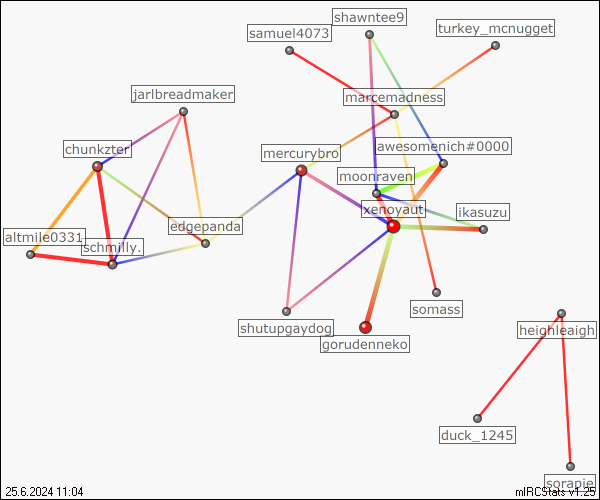 shawntee9
samuel4073
turkey_mcnugget
jarlbreadmaker
marcemadness
chunkzter
mercurybro
awesomenich#0000
moonraven
xenoyaut
ikasuzu
edgepanda
altmile0331
schmilly.
somass
shutupgaydog
heighleaigh
gorudenneko
duck_1245
sorapie
25.6.2024 11:04
mIRCStats v1.25